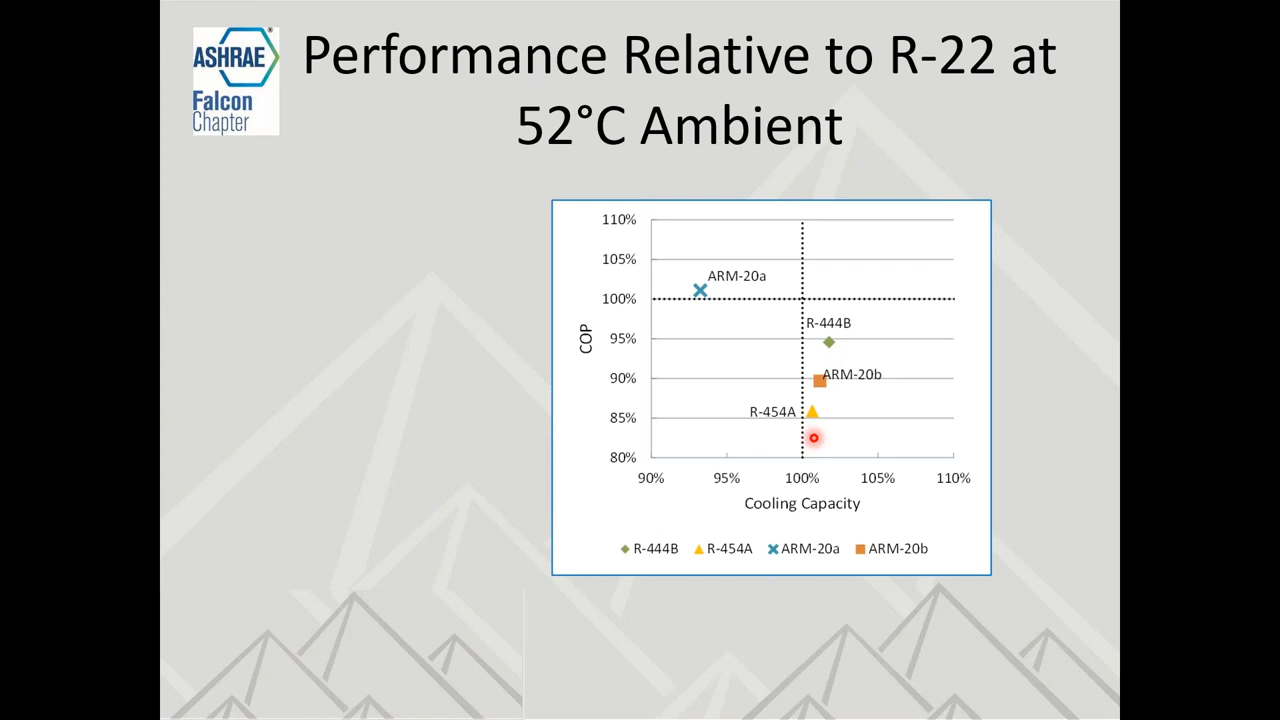 ASHRAE®
Falcon
Chapter
Performance Relative to R-22 at
52°C Ambient
110%
105%
100%
95%
90%
85%
80%
COP
ARM-20a
R-444B
ARM-20b
R-454A
90%
95%
100%
105%
110%
Cooling Capacity
R-444B
R-454A
ARM-20a
ARM-20b